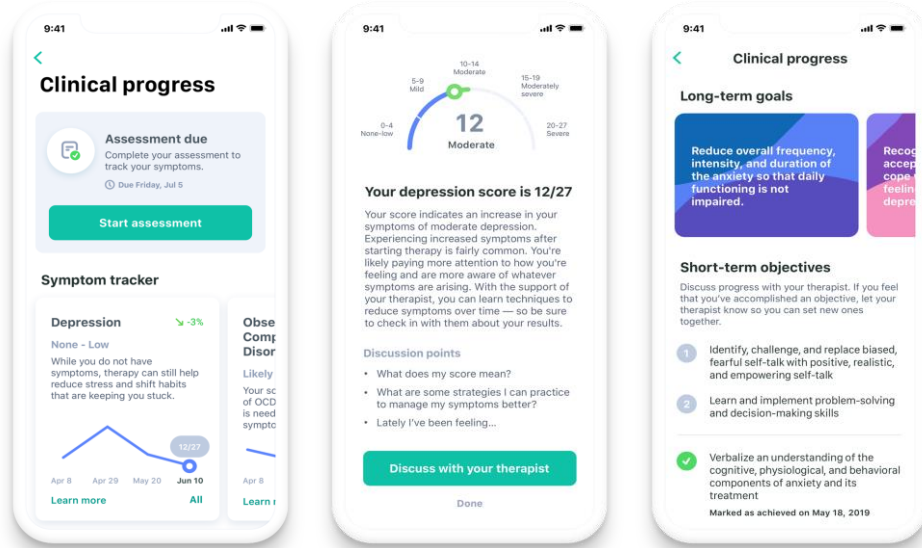 9:41
Clinical progress
Assessment due
Complete your assessment to
track your symptoms.
Due Friday, Jul 5
Start assessment
Symptom tracker
Depression
-3%
None - Low
While you do not have
symptoms, therapy can still help
reduce stress and shift habits
that are keeping you stuck.
12/27
Apr 8 Apr 29 May 20 Jun 10
Learn more All
Obse
Comp
Disor
Likely
Your sc
of OCD
is need
sympto
Apr 8
Learn
9:41
0-4
None-low
5-9
Mild
10-14
Moderate
15-19
Moderately
severe
20-27
Severe
12
Moderate
Your depression score is 12/27
Your score indicates an increase in your
symptoms of moderate depression.
Experiencing increased symptoms after
starting therapy is fairly common. You're
likely paying more attention to how you're
feeling and are more aware of whatever
symptoms are arising. With the support of
your therapist, you can learn techniques to
reduce symptoms over time — so be sure
to check in with them about your results.
Discussion points
• What does my score mean?
• What are some strategies I can practice
to manage my symptoms better?
• Lately I've been feeling...
Discuss with your therapist
Done
9:41
Clinical progress
Long-term goals
Reduce overall frequency,
intensity, and duration of
the anxiety so that daily
functioning is not
impaired.
Recog
accep
cope
feelin
depre
Short-term objectives
Discuss progress with your therapist. If you feel
that you've accomplished an objective, let your
therapist know so you can set new ones
together.
1 Identify, challenge, and replace biased,
fearful self-talk with positive, realistic,
and empowering self-talk
2 Learn and implement problem-solving
and decision-making skills
Verbalize an understanding of the
cognitive, physiological, and behavioral
components of anxiety and its
treatment
Marked as achieved on May 18, 2019